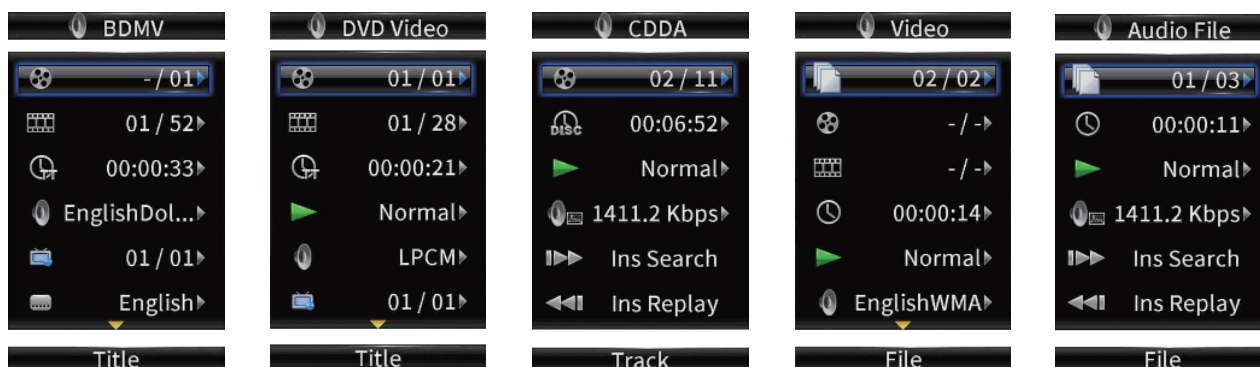 BDMV
- / 01
01 / 52
00:00:33
EnglishDol...
01 / 01
English
Title
DVD Video
01 / 01
01 / 28
00:00:21
Normal
LPCM
01 / 01
Title
CDDA
02 / 11
DISC 00:06:52
Normal
1411.2 Kbps
Ins Search
Ins Replay
Track
Video
02 / 02
- / -
- / -
00:00:14
Normal
EnglishWMA
File
Audio File
01 / 03
00:00:11
Normal
1411.2 Kbps
Ins Search
Ins Replay
File